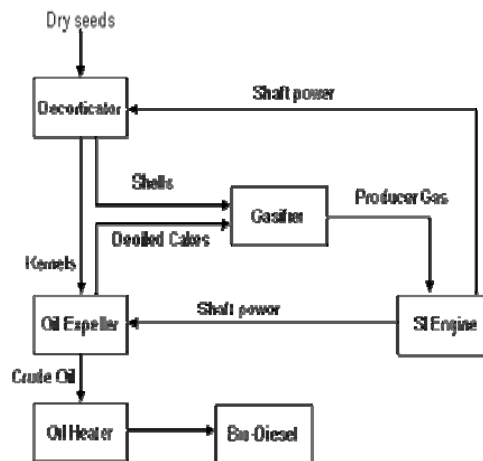 Dry seeds
Shaft power
Decorticator
Shells
Producer Gas
Gasifier
Deoiled Cakes
Kernels
Shaft power
Oil Expeller
SI Engine
Crude Oil
Oil Heater
Bio-Diesel